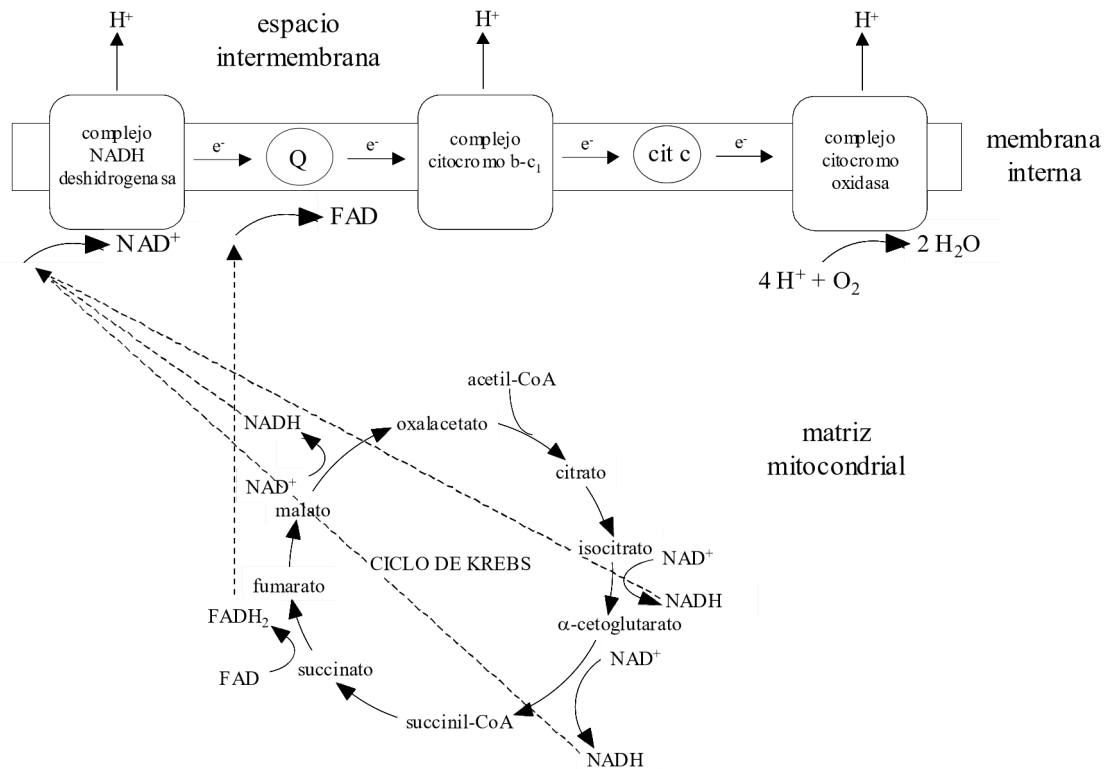 H⁺
H⁺
H⁺
espacio
intermembrana
complejo
NADH
deshidrogenasa
e⁻
Q
e⁻
complejo
citocromo b-c₁
e⁻
cit c
e⁻
complejo
citocromo
oxidasa
membrana
interna
NAD⁺
FAD
2 H₂O
4 H⁺ + O₂
acetil-CoA
NADH
oxalacetato
matriz
mitocondrial
citrato
NAD⁺
malato
isocitrato
NAD⁺
CICLO DE KREBS
fumarato
NADH
FADH₂
α-cetoglutarato
NAD⁺
succinato
FAD
succinil-CoA
NADH